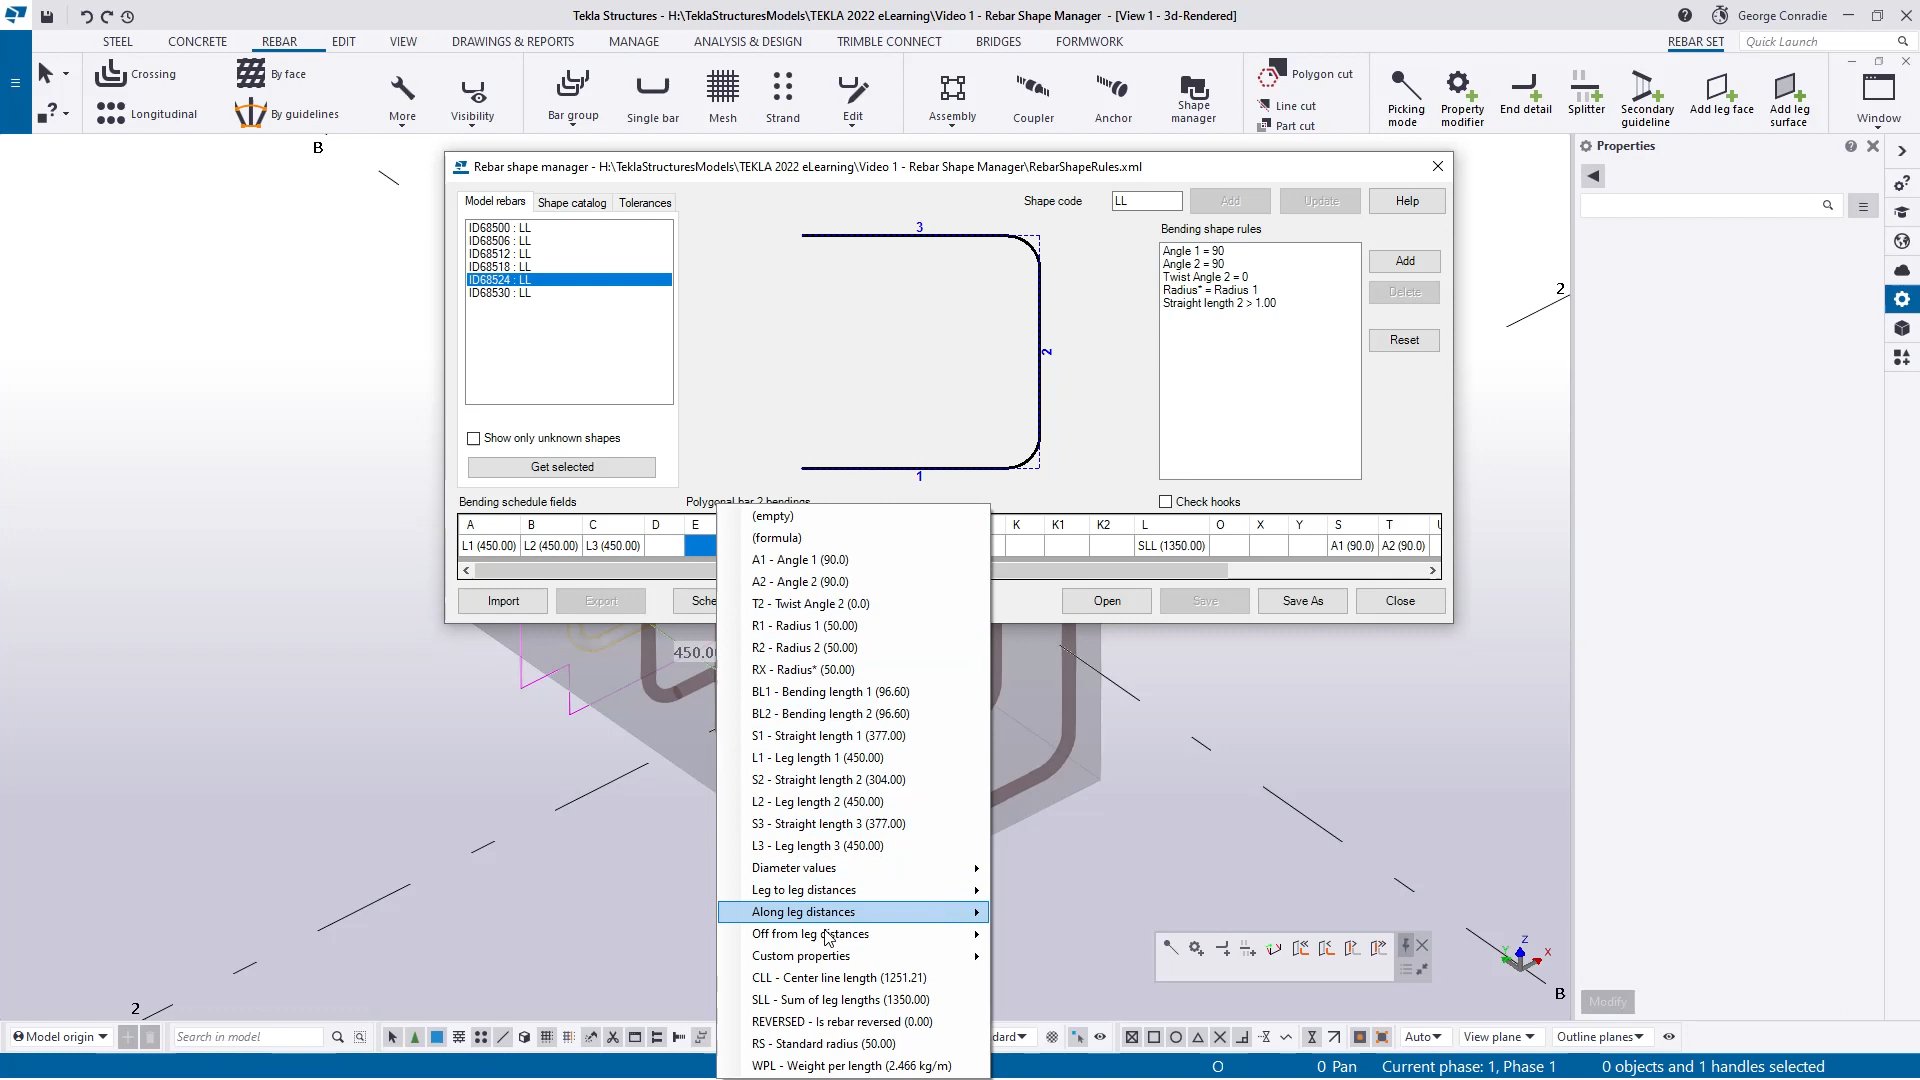 Tekla Structures - H:\TeklaStructuresModels\TEKLA 2022 eLearning\Video 1 - Rebar Shape Manager - [View 1 - 3d-Rendered]
George Conradie
STEEL CONCRETE REBAR EDIT VIEW DRAWINGS & REPORTS MANAGE ANALYSIS & DESIGN TRIMBLE CONNECT BRIDGES FORMWORK REBAR SET Quick Launch
Crossing
Longitudinal
By face
By guidelines
More
Visibility
Bar group
Single bar
Mesh
Strand
Edit
Assembly
Coupler
Anchor
Shape manager
Polygon cut
Line cut
Part cut
Picking mode
Property modifier
End detail
Splitter
Secondary guideline
Add leg face
Add leg surface
Window
B
2
Properties
Rebar shape manager - H:\TeklaStructuresModels\TEKLA 2022 eLearning\Video 1 - Rebar Shape Manager\RebarShapeRules.xml
Model rebars Shape catalog Tolerances
ID68500 : LL
ID68506 : LL
ID68512 : LL
ID68518 : LL
ID68524 : LL
ID68530 : LL
Show only unknown shapes
Get selected
3
2
1
Shape code LL Add Update Help
Bending shape rules
Angle 1 = 90
Angle 2 = 90
Twist Angle 2 = 0
Radius* = Radius 1
Straight length 2 > 1.00
Add
Delete
Reset
Bending schedule fields Polygonal bar 2 bendings Check hooks
A B C D E K K1 K2 L O X Y S T
L1 (450.00) L2 (450.00) L3 (450.00) SLL (1350.00) A1 (90.0) A2 (90.0)
Import Export Sche Open Save Save As Close
(empty)
(formula)
A1 - Angle 1 (90.0)
A2 - Angle 2 (90.0)
T2 - Twist Angle 2 (0.0)
R1 - Radius 1 (50.00)
R2 - Radius 2 (50.00)
RX - Radius* (50.00)
BL1 - Bending length 1 (96.60)
BL2 - Bending length 2 (96.60)
S1 - Straight length 1 (377.00)
L1 - Leg length 1 (450.00)
S2 - Straight length 2 (304.00)
L2 - Leg length 2 (450.00)
S3 - Straight length 3 (377.00)
L3 - Leg length 3 (450.00)
Diameter values
Leg to leg distances
Along leg distances
Off from leg distances
Custom properties
CLL - Center line length (1251.21)
SLL - Sum of leg lengths (1350.00)
REVERSED - Is rebar reversed (0.00)
RS - Standard radius (50.00)
WPL - Weight per length (2.466 kg/m)
450.0
2
B
Z
Y
X
Modify
Model origin Search in model dard Auto View plane Outline planes
O 0 Pan Current phase: 1, Phase 1 0 objects and 1 handles selected